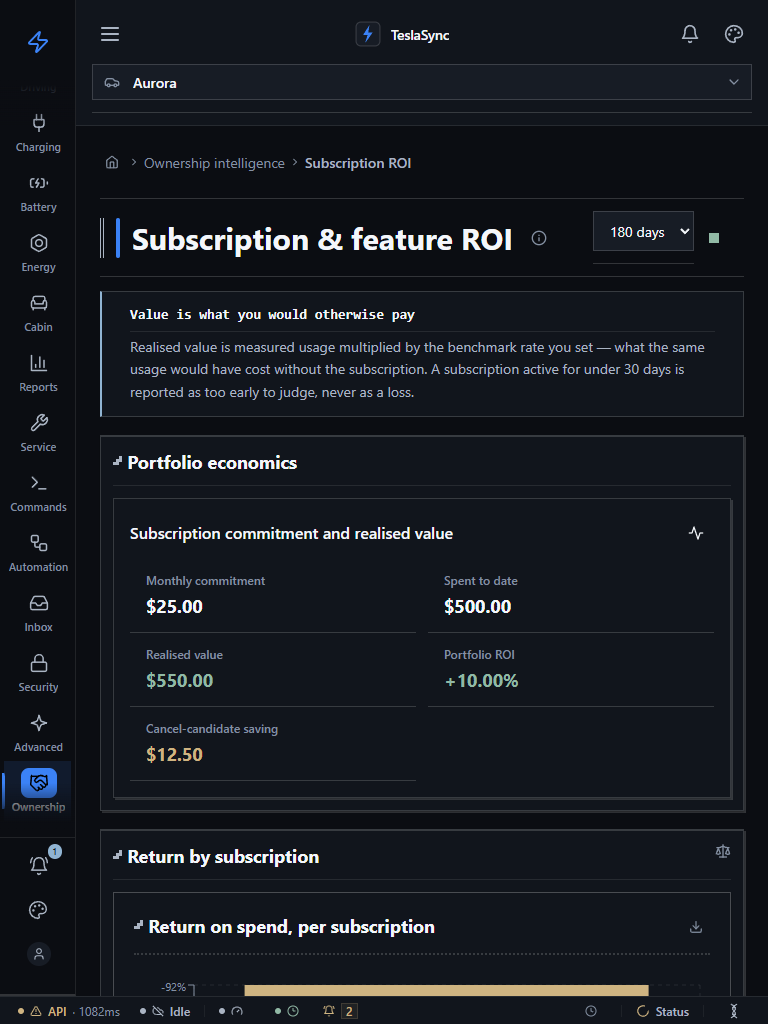 TeslaSync
Aurora
Charging
Battery
Energy
Cabin
Reports
Service
Commands
Automation
Inbox
Security
Advanced
Ownership
1
Ownership intelligence
Subscription ROI
Subscription & feature ROI
180 days
Value is what you would otherwise pay
Realised value is measured usage multiplied by the benchmark rate you set — what the same
usage would have cost without the subscription. A subscription active for under 30 days is
reported as too early to judge, never as a loss.
Portfolio economics
Subscription commitment and realised value
Monthly commitment
$25.00
Spent to date
$500.00
Realised value
$550.00
Portfolio ROI
+10.00%
Cancel-candidate saving
$12.50
Return by subscription
Return on spend, per subscription
-92%
API · 1082ms
Idle
2
Status